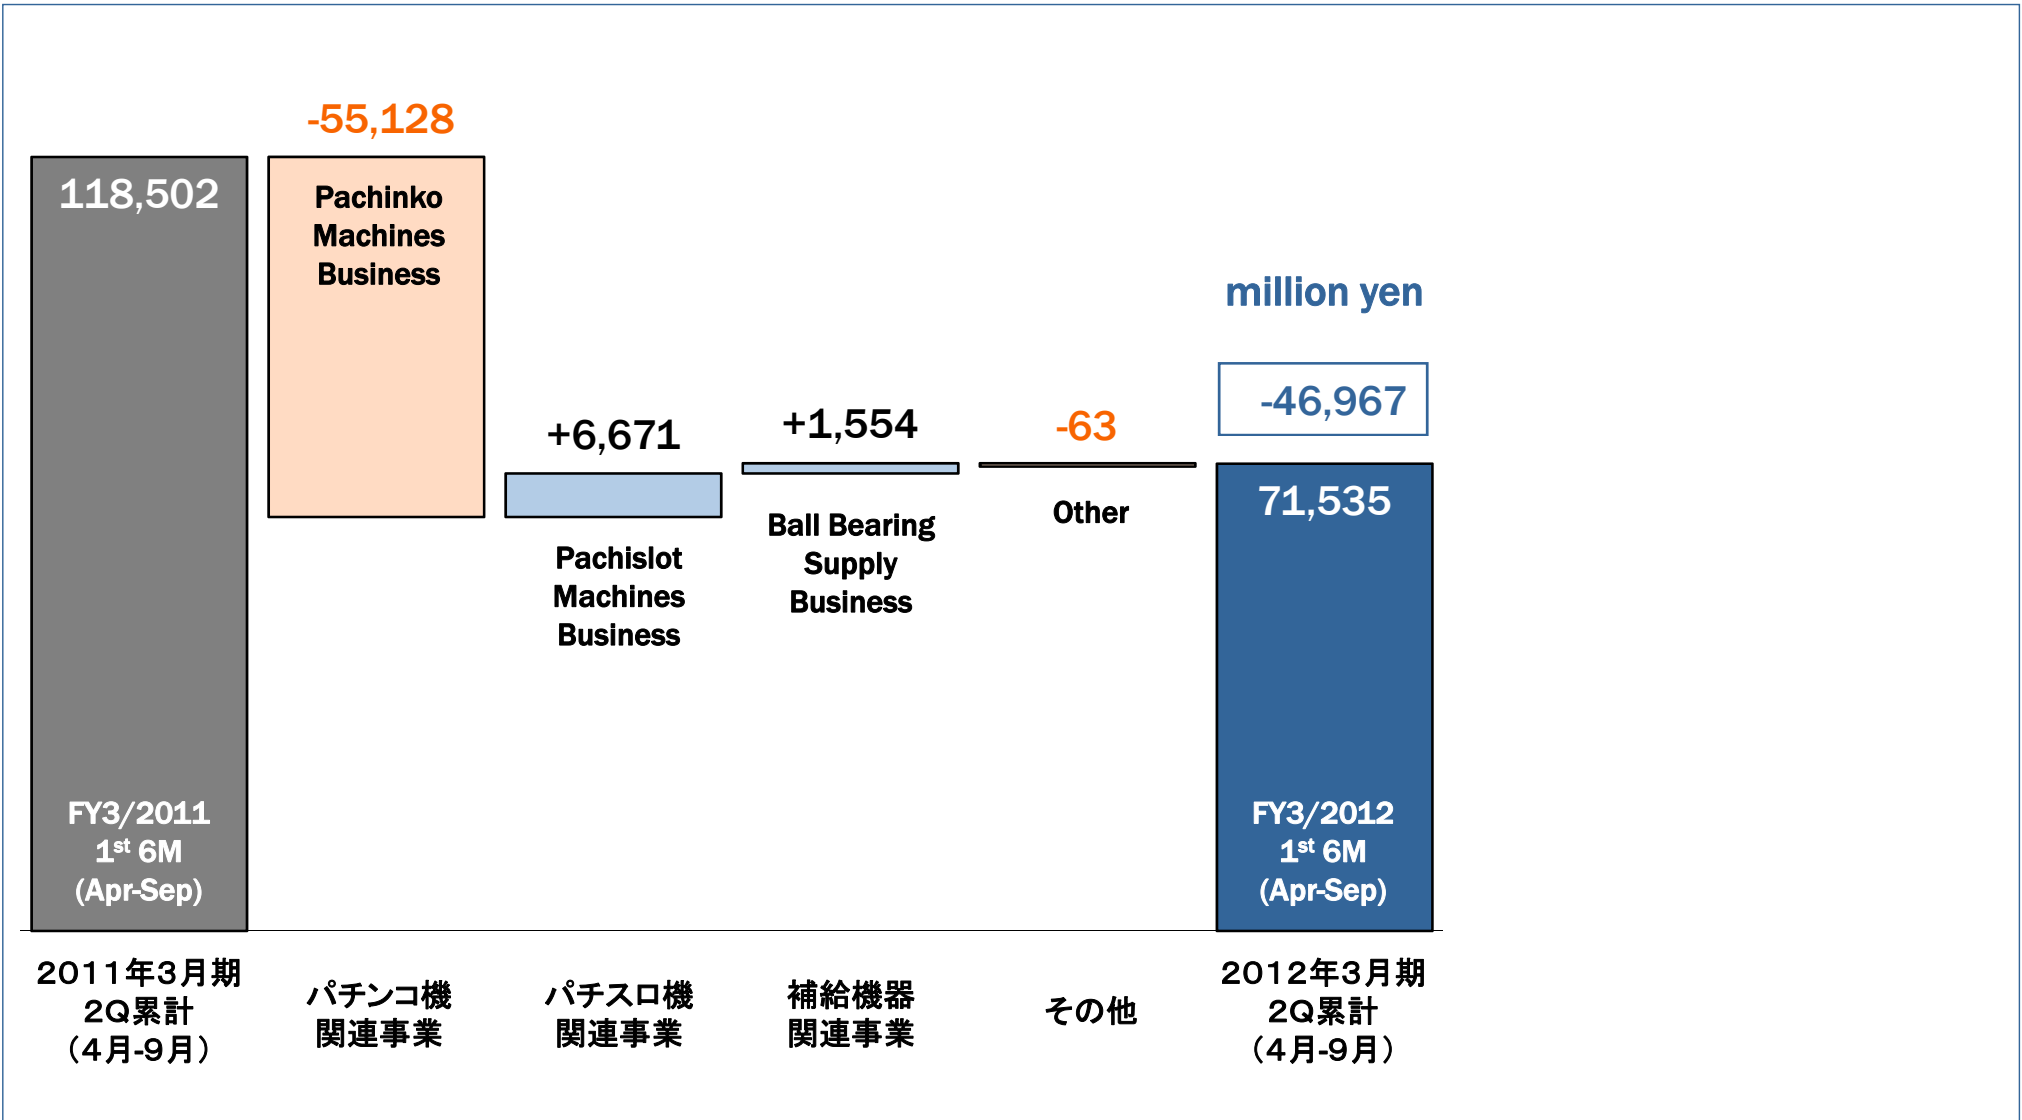 -55,128
118,502
Pachinko
Machines
Business
million yen
-46,967
+6,671
+1,554
-63
71,535
Pachislot
Machines
Business
Ball Bearing
Supply
Business
Other
FY3/2011
1st 6M
(Apr-Sep)
FY3/2012
1st 6M
(Apr-Sep)
2011年3月期
2Q累計
（4月-9月）
パチンコ機
関連事業
パチスロ機
関連事業
補給機器
関連事業
その他
2012年3月期
2Q累計
（4月-9月）